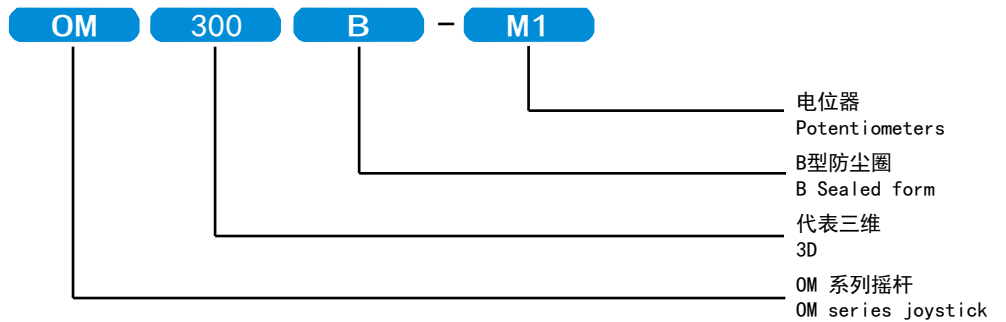 OM 300 B - M1
电位器
Potentiometers
B型防尘圈
B Sealed form
代表三维
3D
OM 系列摇杆
OM series joystick